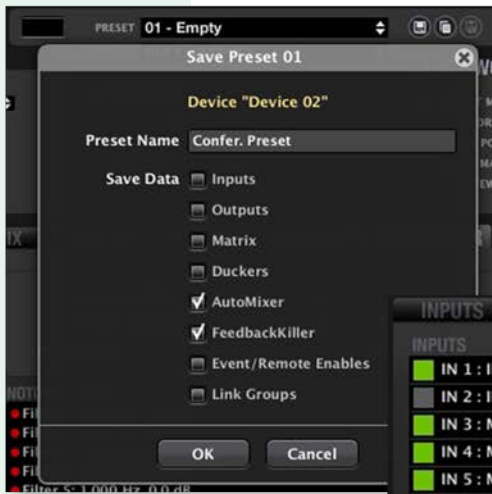 PRESET 01 - Empty
Save Preset 01
Device "Device 02"
Preset Name Confer. Preset
Save Data Inputs
Outputs
Matrix
Duckers
AutoMixer
FeedbackKiller
Event/Remote Enables
Link Groups
OK Cancel
INPUTS
INPUTS
IN 1 :
IN 2 :
IN 3 :
IN 4 :
IN 5 :
Filter 5: 1,000 Hz, 0.0 dB